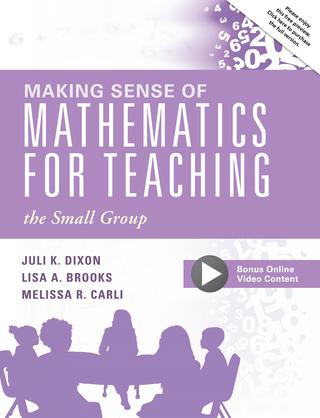 Please enjoy
this free preview.
Click here to purchase
the full version.
MAKING SENSE OF
MATHEMATICS
FOR TEACHING
the Small Group
JULI K. DIXON
LISA A. BROOKS
MELISSA R. CARLI
Bonus Online
Video Content